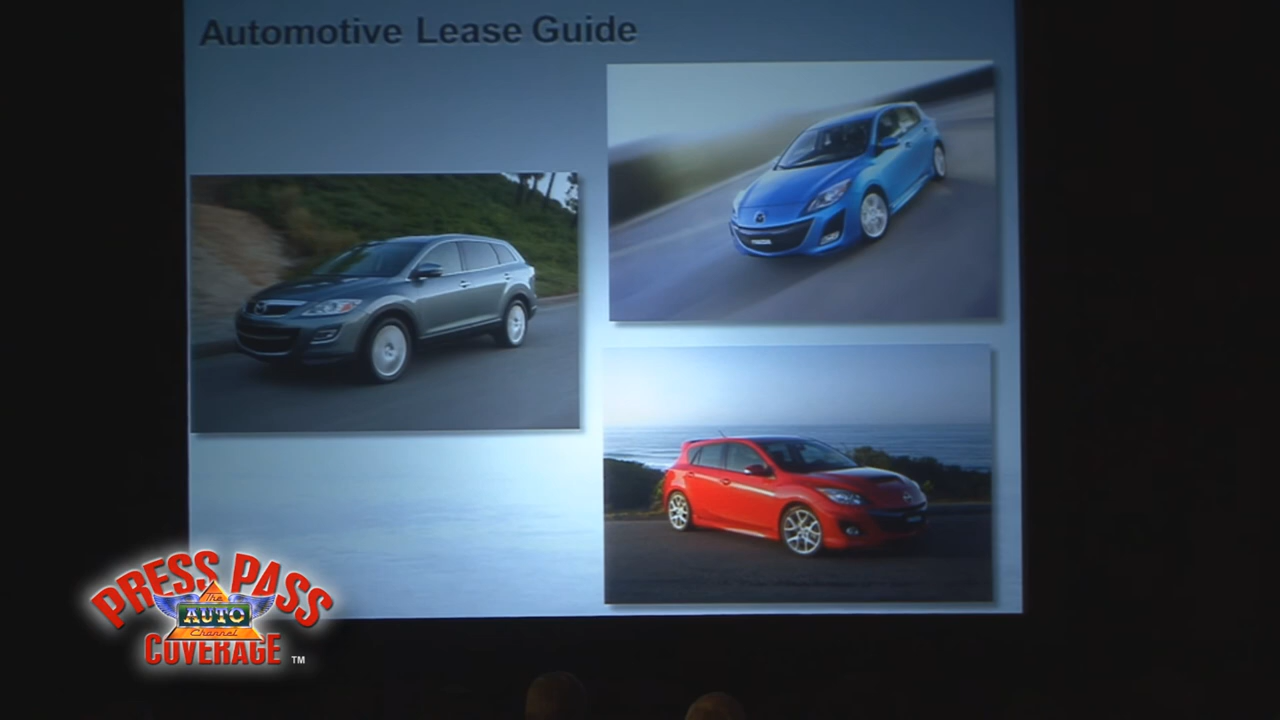 Automotive Lease Guide
PRESS PASS
The
AUTO
Channel
COVERAGE
TM